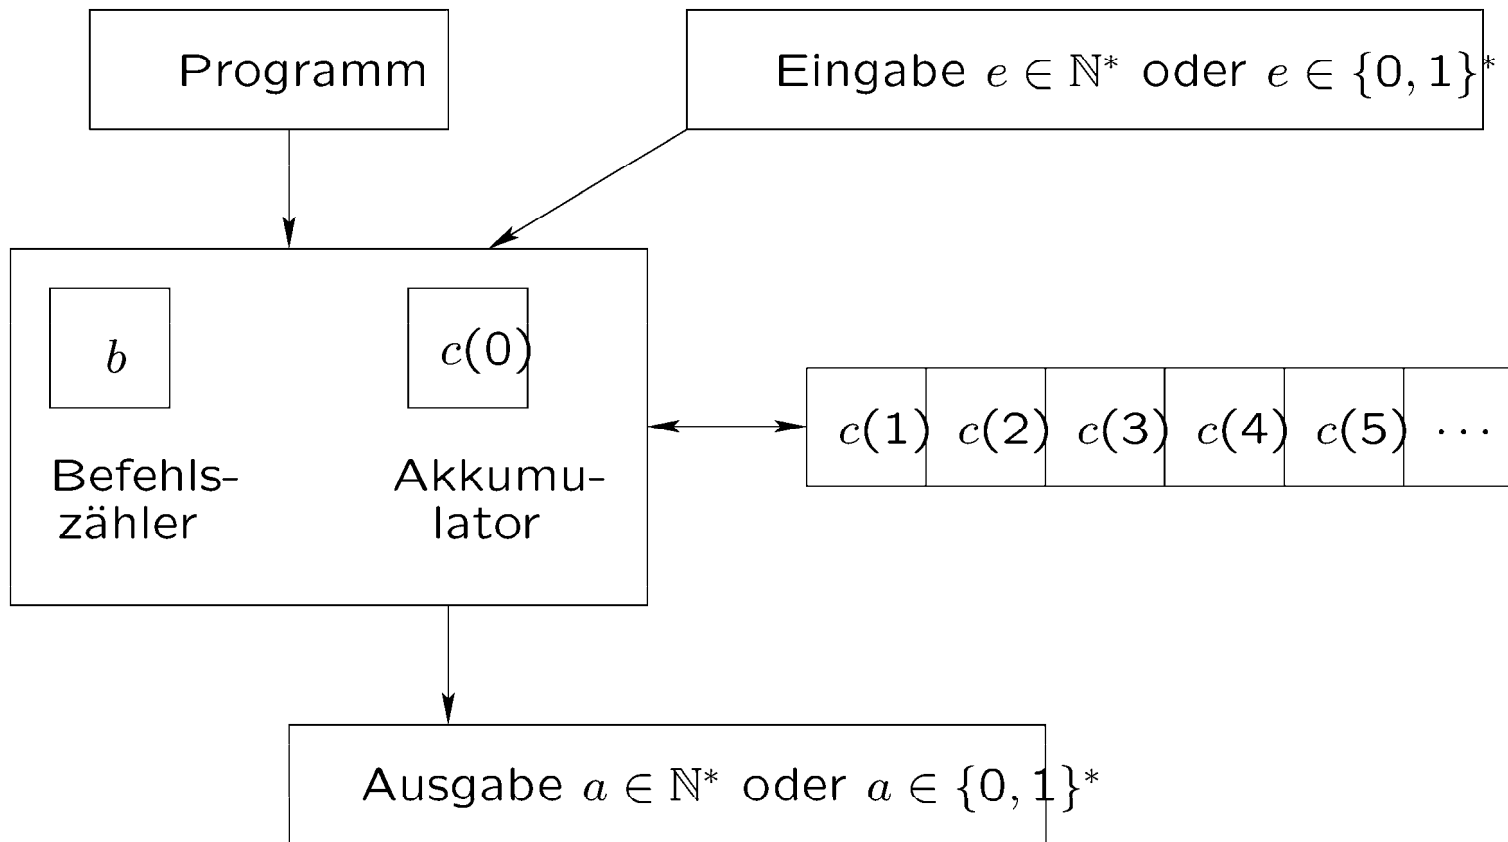 Programm
Eingabe e ∈ ℕ* oder e ∈ {0, 1}*
b
c(0)
Befehls-
zähler
Akkumu-
lator
c(1) c(2) c(3) c(4) c(5) ···
Ausgabe a ∈ ℕ* oder a ∈ {0, 1}*